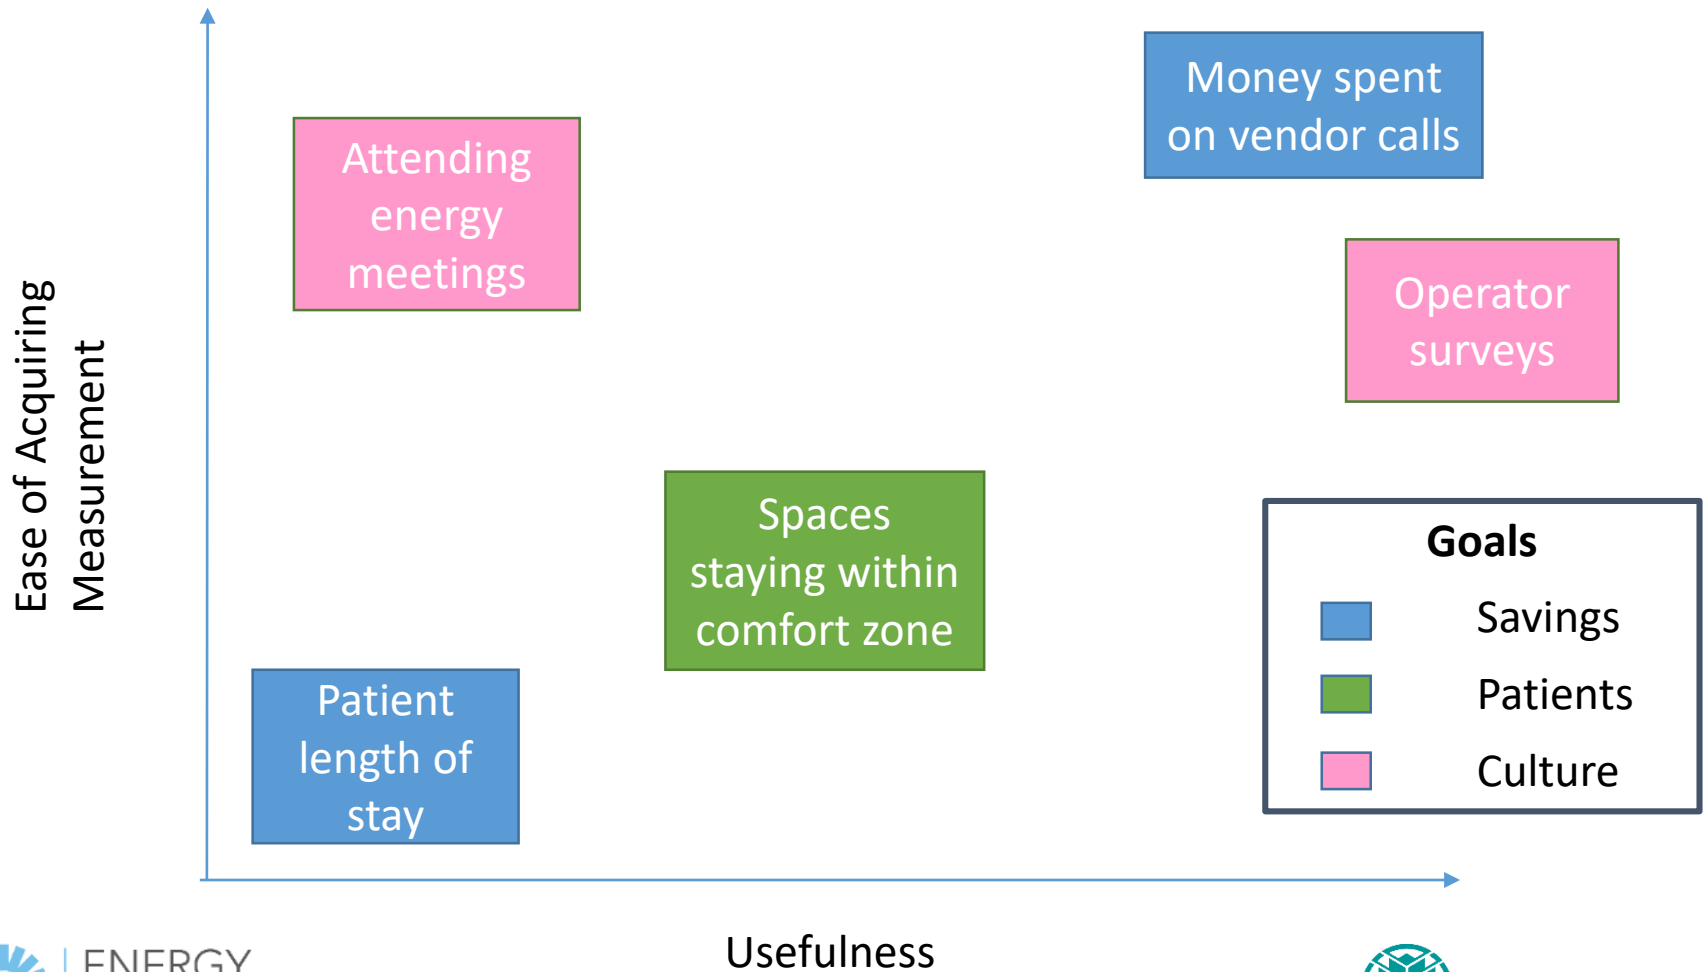 Money spent
on vendor calls
Attending
energy
meetings
Operator
surveys
Ease of Acquiring
Measurement
Spaces
staying within
comfort zone
Goals
Savings
Patients
Culture
Patient
length of
stay
Usefulness
ENERGY